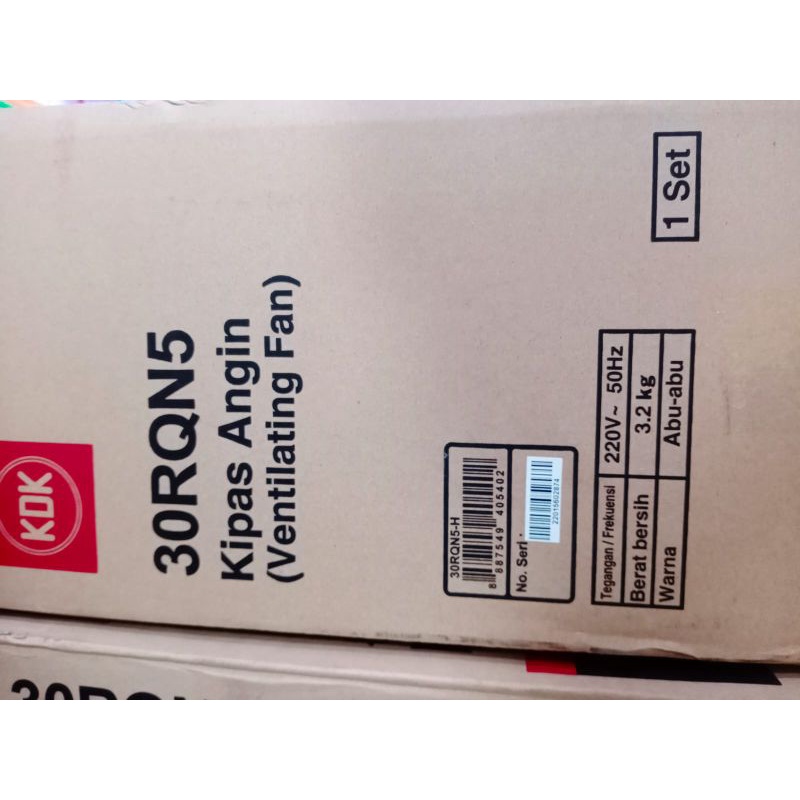 KDK
30RQN5
Kipas Angin
(Ventilating Fan)
30RQN5-H
8 887549 405402
No. Seri
22015602874
Tegangan / Frekuensi 220V~ 50Hz
Berat bersih 3.2 kg
Warna Abu-abu
1 Set